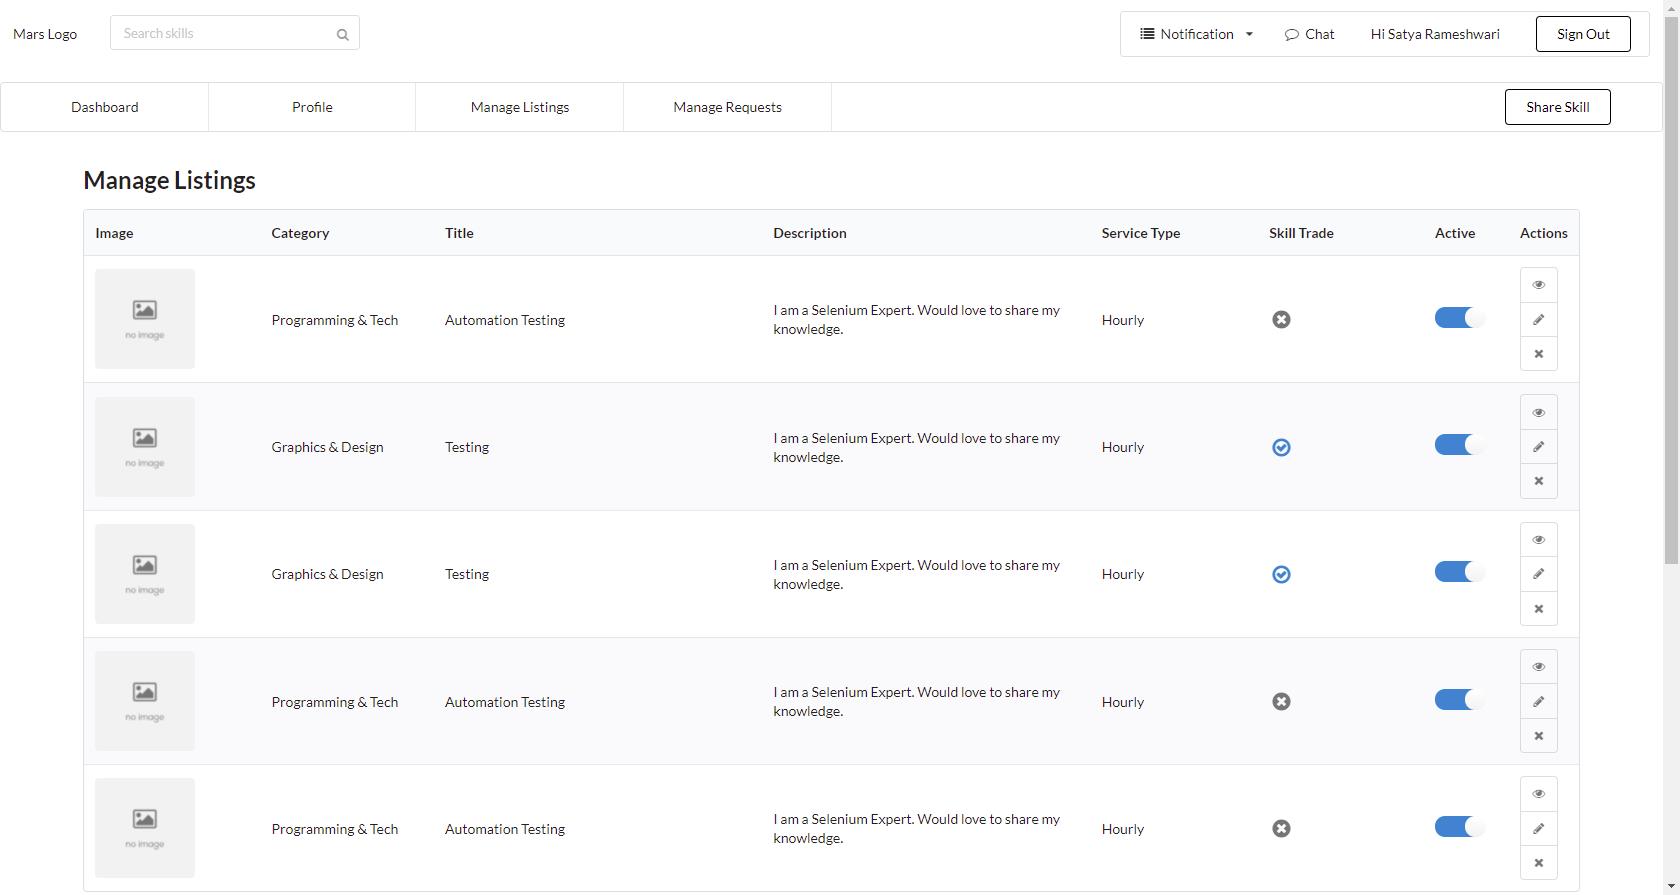 Mars Logo
Search skills
Notification
Chat
Hi Satya Rameshwari
Sign Out
Dashboard
Profile
Manage Listings
Manage Requests
Share Skill
Manage Listings
Image Category Title Description Service Type Skill Trade Active Actions
no image
Programming & Tech
Automation Testing
I am a Selenium Expert. Would love to share my
knowledge.
Hourly
no image
Graphics & Design
Testing
I am a Selenium Expert. Would love to share my
knowledge.
Hourly
no image
Graphics & Design
Testing
I am a Selenium Expert. Would love to share my
knowledge.
Hourly
no image
Programming & Tech
Automation Testing
I am a Selenium Expert. Would love to share my
knowledge.
Hourly
no image
Programming & Tech
Automation Testing
I am a Selenium Expert. Would love to share my
knowledge.
Hourly